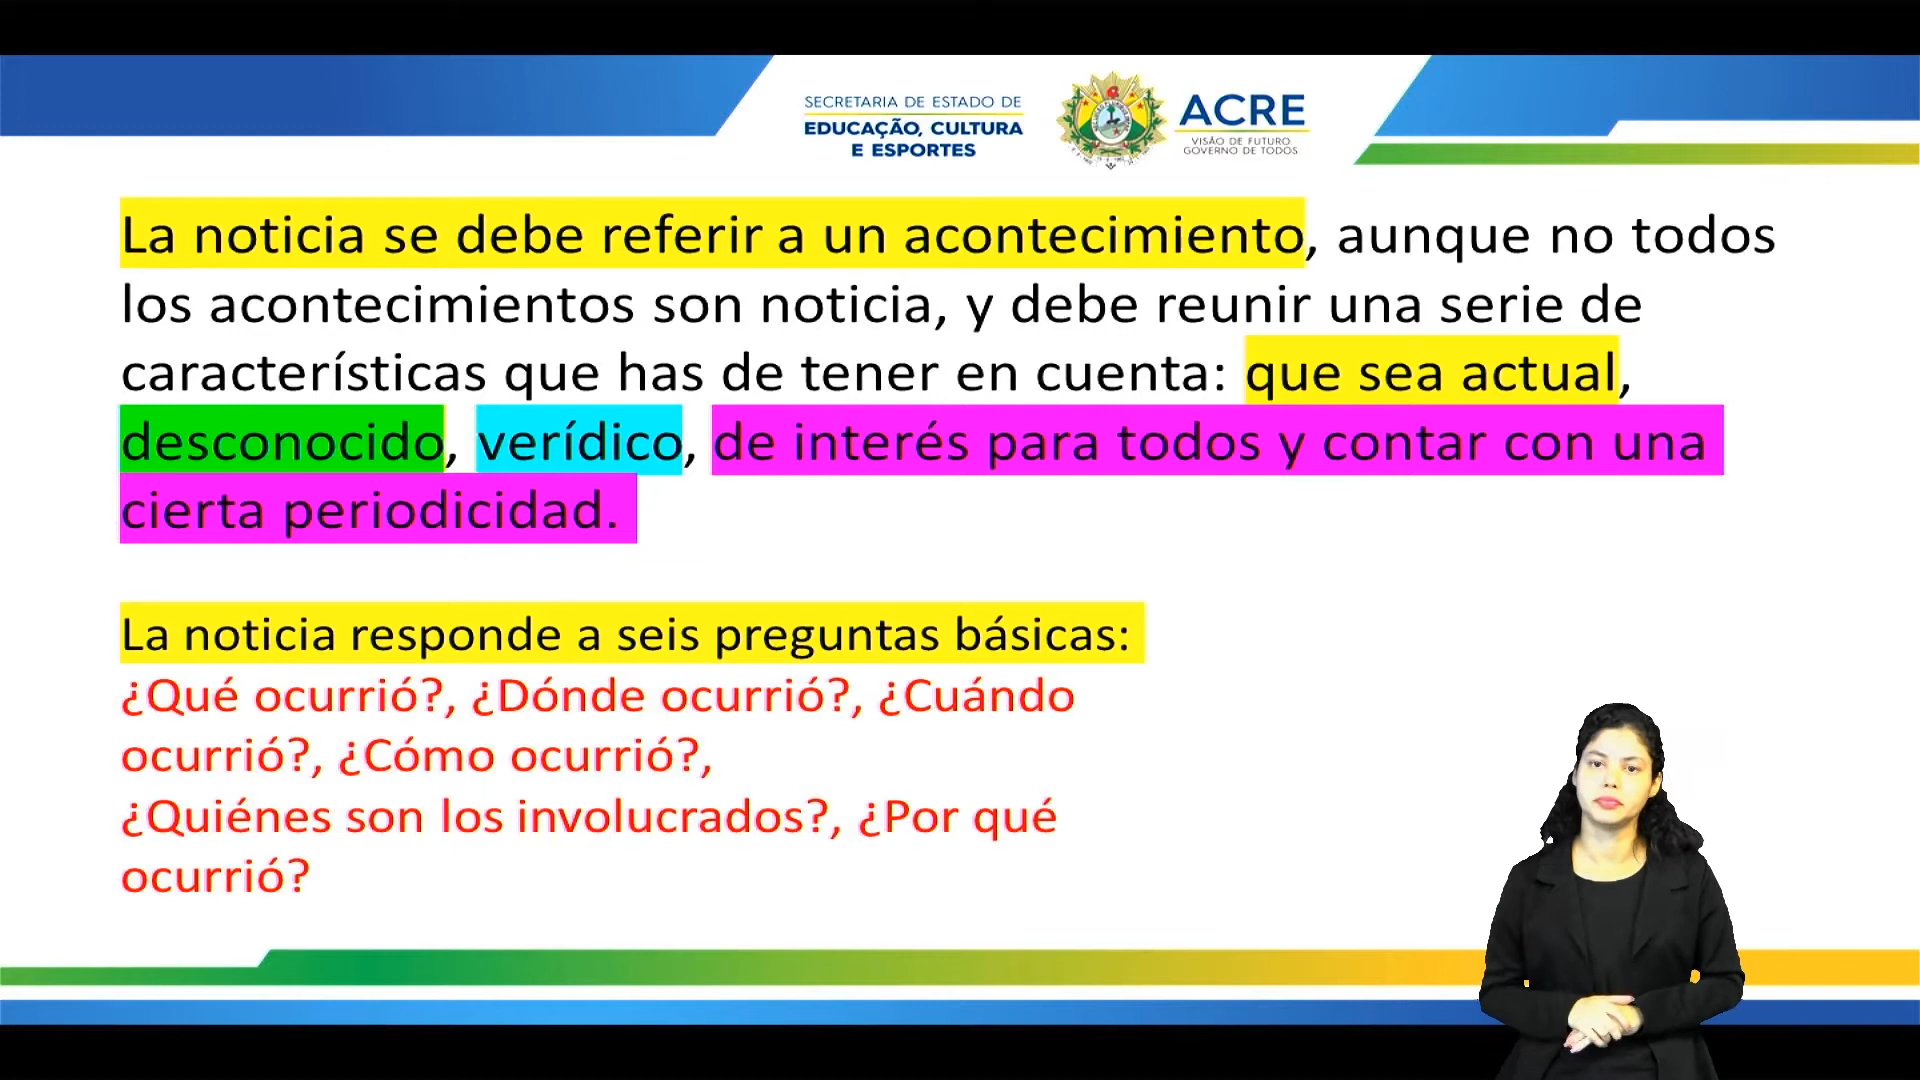 SECRETARIA DE ESTADO DE
EDUCAÇÃO, CULTURA
E ESPORTES
ACRE
VISÃO DE FUTURO
GOVERNO DE TODOS
La noticia se debe referir a un acontecimiento, aunque no todos
los acontecimientos son noticia, y debe reunir una serie de
características que has de tener en cuenta: que sea actual,
desconocido, verídico, de interés para todos y contar con una
cierta periodicidad.
La noticia responde a seis preguntas básicas:
¿Qué ocurrió?, ¿Dónde ocurrió?, ¿Cuándo
ocurrió?, ¿Cómo ocurrió?,
¿Quiénes son los involucrados?, ¿Por qué
ocurrió?